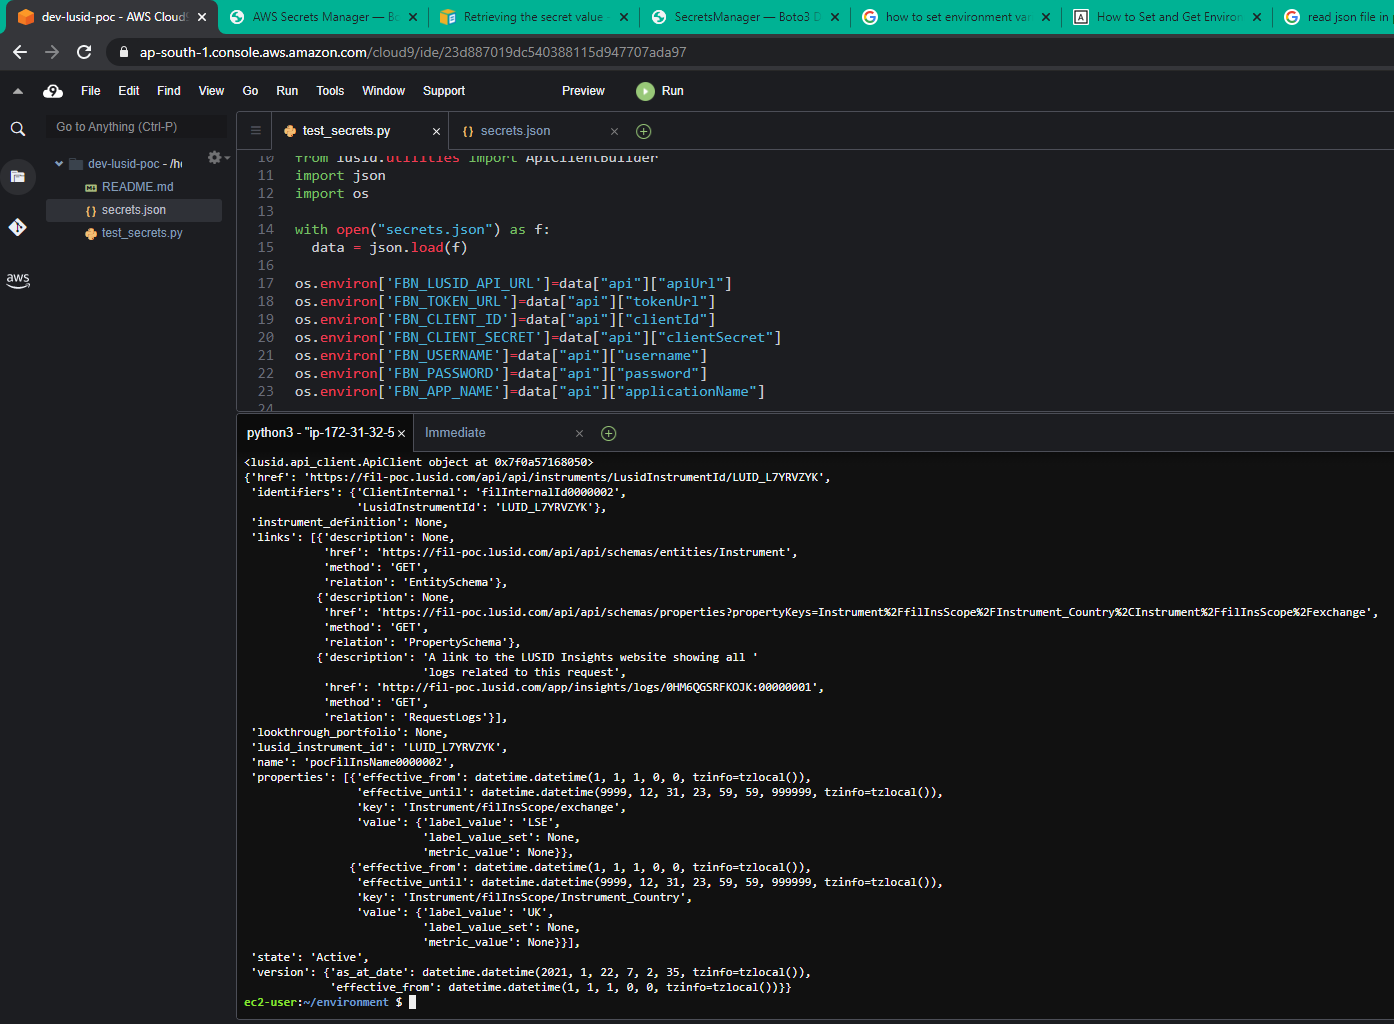 dev-lusid-poc - AWS Cloud9
AWS Secrets Manager — Bo
Retrieving the secret value
SecretsManager — Boto3 D
how to set environment var
How to Set and Get Environ
read json file in p
ap-south-1.console.aws.amazon.com/cloud9/ide/23d887019dc540388115d947707ada97
9 File Edit Find View Go Run Tools Window Support Preview Run
Go to Anything (Ctrl-P)
dev-lusid-poc - /ho
README.md
{} secrets.json
test_secrets.py
aws
test_secrets.py
{} secrets.json
10 from lusid.utilities import ApiClientBuilder
11 import json
12 import os
13
14 with open("secrets.json") as f:
15   data = json.load(f)
16
17 os.environ['FBN_LUSID_API_URL']=data["api"]["apiUrl"]
18 os.environ['FBN_TOKEN_URL']=data["api"]["tokenUrl"]
19 os.environ['FBN_CLIENT_ID']=data["api"]["clientId"]
20 os.environ['FBN_CLIENT_SECRET']=data["api"]["clientSecret"]
21 os.environ['FBN_USERNAME']=data["api"]["username"]
22 os.environ['FBN_PASSWORD']=data["api"]["password"]
23 os.environ['FBN_APP_NAME']=data["api"]["applicationName"]
24
python3 - "ip-172-31-32-5
Immediate
<lusid.api_client.ApiClient object at 0x7f0a57168050>
{'href': 'https://fil-poc.lusid.com/api/api/instruments/LusidInstrumentId/LUID_L7YRVZYK',
 'identifiers': {'ClientInternal': 'filInternalId0000002',
                 'LusidInstrumentId': 'LUID_L7YRVZYK'},
 'instrument_definition': None,
 'links': [{'description': None,
            'href': 'https://fil-poc.lusid.com/api/api/schemas/entities/Instrument',
            'method': 'GET',
            'relation': 'EntitySchema'},
           {'description': None,
            'href': 'https://fil-poc.lusid.com/api/api/schemas/properties?propertyKeys=Instrument%2FfilInsScope%2FInstrument_Country%2CInstrument%2FfilInsScope%2Fexchange',
            'method': 'GET',
            'relation': 'PropertySchema'},
           {'description': 'A link to the LUSID Insights website showing all '
                           'logs related to this request',
            'href': 'http://fil-poc.lusid.com/app/insights/logs/0HM6QGSRFKOJK:00000001',
            'method': 'GET',
            'relation': 'RequestLogs'}],
 'lookthrough_portfolio': None,
 'lusid_instrument_id': 'LUID_L7YRVZYK',
 'name': 'pocFilInsName0000002',
 'properties': [{'effective_from': datetime.datetime(1, 1, 1, 0, 0, tzinfo=tzlocal()),
                 'effective_until': datetime.datetime(9999, 12, 31, 23, 59, 59, 999999, tzinfo=tzlocal()),
                 'key': 'Instrument/filInsScope/exchange',
                 'value': {'label_value': 'LSE',
                           'label_value_set': None,
                           'metric_value': None}},
                {'effective_from': datetime.datetime(1, 1, 1, 0, 0, tzinfo=tzlocal()),
                 'effective_until': datetime.datetime(9999, 12, 31, 23, 59, 59, 999999, tzinfo=tzlocal()),
                 'key': 'Instrument/filInsScope/Instrument_Country',
                 'value': {'label_value': 'UK',
                           'label_value_set': None,
                           'metric_value': None}}],
 'state': 'Active',
 'version': {'as_at_date': datetime.datetime(2021, 1, 22, 7, 2, 35, tzinfo=tzlocal()),
             'effective_from': datetime.datetime(1, 1, 1, 0, 0, tzinfo=tzlocal())}}
ec2-user:~/environment $